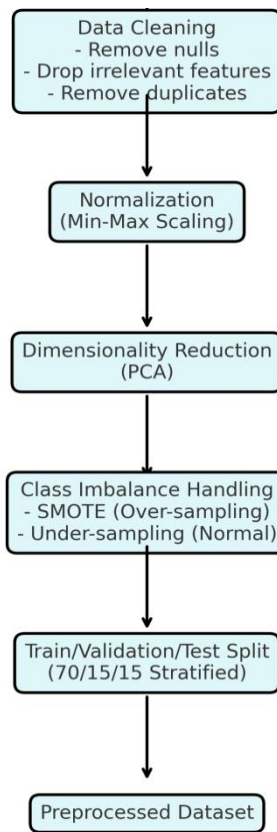 Data Cleaning
- Remove nulls
- Drop irrelevant features
- Remove duplicates
Normalization
(Min-Max Scaling)
Dimensionality Reduction
(PCA)
Class Imbalance Handling
- SMOTE (Over-sampling)
- Under-sampling (Normal)
Train/Validation/Test Split
(70/15/15 Stratified)
Preprocessed Dataset